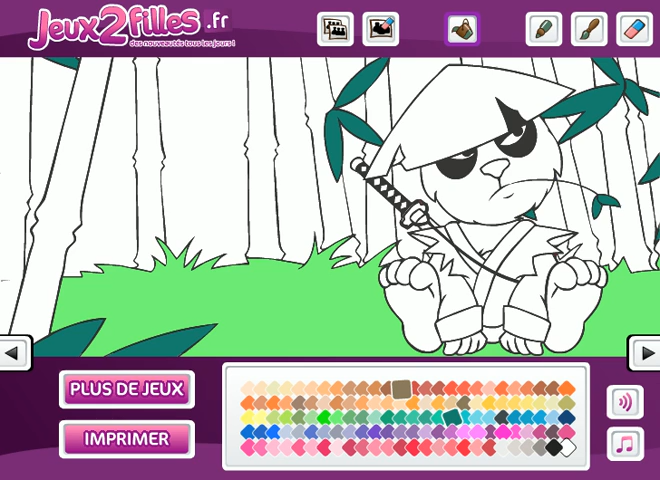 Jeux2filles.fr
des nouveautés tous les jours !
PLUS DE JEUX
IMPRIMER